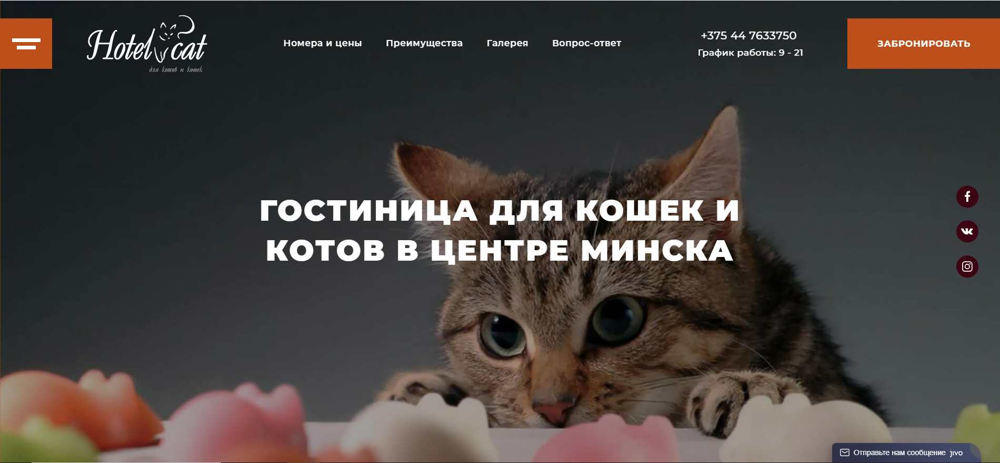 Hotel cat
для котов и кошек
Номера и цены
Преимущества
Галерея
Вопрос-ответ
+375 44 7633750
График работы: 9 - 21
ЗАБРОНИРОВАТЬ
ГОСТИНИЦА ДЛЯ КОШЕК И
КОТОВ В ЦЕНТРЕ МИНСКА
Отправьте нам сообщение jivo